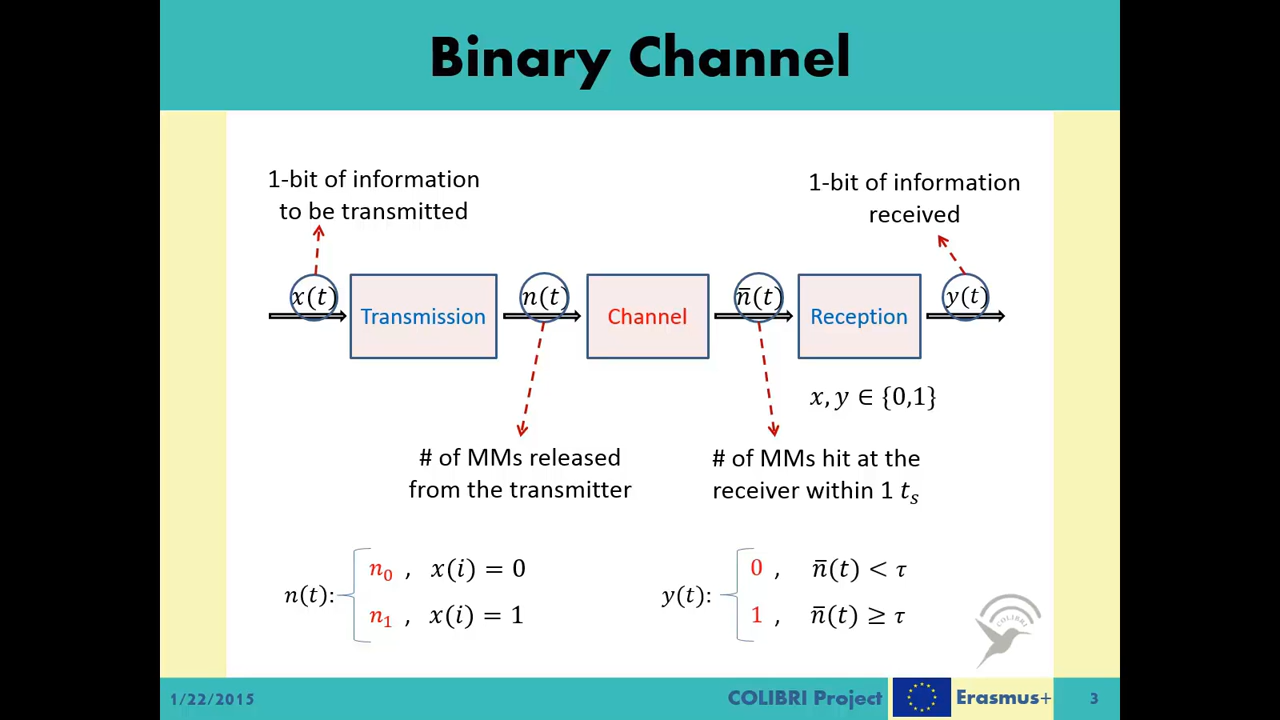 Binary Channel
1-bit of information
to be transmitted
1-bit of information
received
x(t)
Transmission
n(t)
Channel
n̄(t)
Reception
y(t)
x, y ∈ {0,1}
# of MMs released
from the transmitter
# of MMs hit at the
receiver within 1 tₛ
n(t):
n₀ , x(i) = 0
n₁ , x(i) = 1
y(t):
0 , n̄(t) < τ
1 , n̄(t) ≥ τ
COLIBRI
1/22/2015
COLIBRI Project
Erasmus+
3